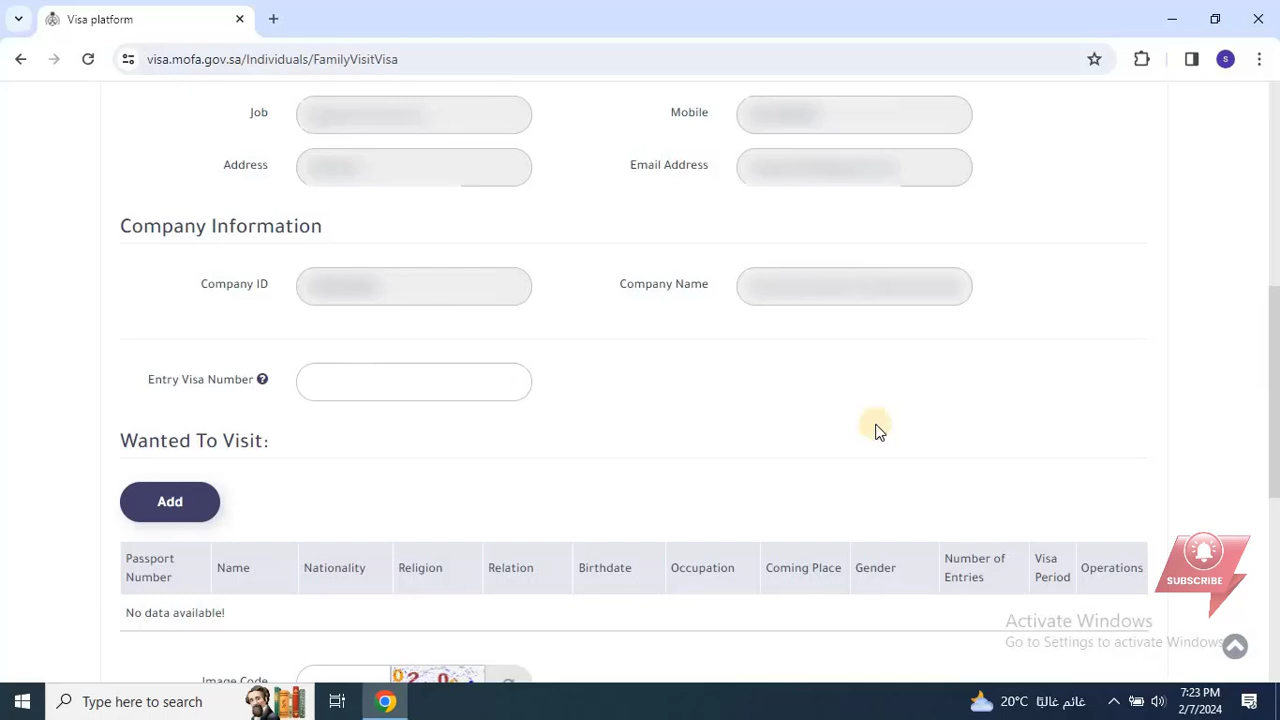 Visa platform
visa.mofa.gov.sa/Individuals/FamilyVisitVisa
S
Job
Mobile
Address
Email Address
Company Information
Company ID
Company Name
Entry Visa Number ?
Wanted To Visit:
Add
Passport Number
Name
Nationality
Religion
Relation
Birthdate
Occupation
Coming Place
Gender
Number of Entries
Visa Period
Operations
No data available!
SUBSCRIBE
Activate Windows
Go to Settings to activate Windows.
Image Code
Type here to search
20°C غائم غالبًا
7:23 PM
2/7/2024